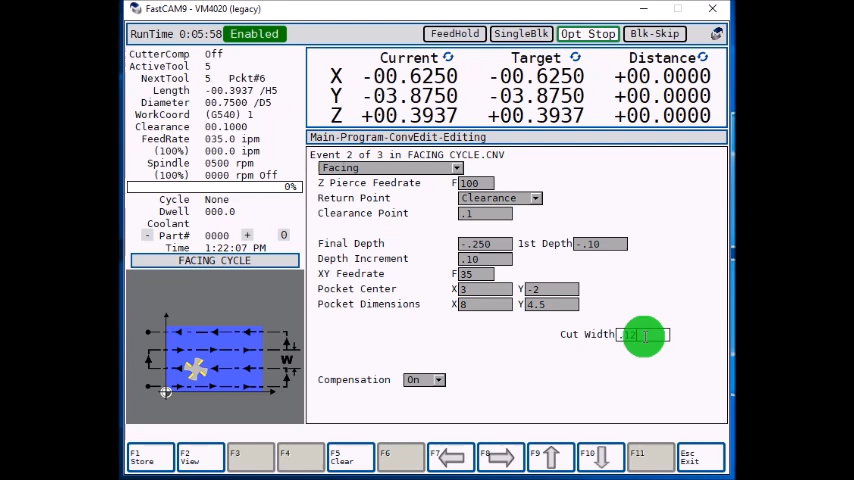 FastCAM9 - VM4020 (legacy)
RunTime 0:05:58 Enabled FeedHold SingleBlk Opt Stop Blk-Skip
CutterComp Off
ActiveTool 5
NextTool 5 Pckt#6
Length -00.3937 /H5
Diameter 00.7500 /D5
WorkCoord (G540) 1
Clearance 00.1000
FeedRate 035.0 ipm
(100%) 000.0 ipm
Spindle 0500 rpm
(100%) 0000 rpm Off
0%
Cycle None
Dwell 000.0
Coolant
- Part# 0000 + 0
Time 1:22:07 PM
FACING CYCLE
W
Current Target Distance
X -00.6250 -00.6250 +00.0000
Y -03.8750 -03.8750 +00.0000
Z +00.3937 +00.3937 +00.0000
Main-Program-ConvEdit-Editing
Event 2 of 3 in FACING CYCLE.CNV
Facing
Z Pierce Feedrate F 100
Return Point Clearance
Clearance Point .1
Final Depth -.250 1st Depth -.10
Depth Increment .10
XY Feedrate F 35
Pocket Center X 3 Y -2
Pocket Dimensions X 8 Y 4.5
Cut Width .12
Compensation On
F1 Store F2 View F3 F4 F5 Clear F6 F7 F8 F9 F10 F11 Esc Exit